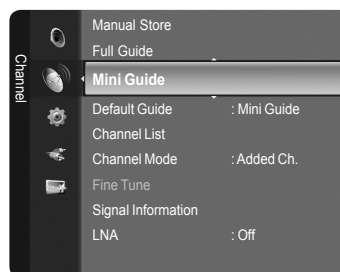 Channel
Manual Store
Full Guide
Mini Guide
Default Guide : Mini Guide
Channel List
Channel Mode : Added Ch.
Fine Tune
Signal Information
LNA : Off